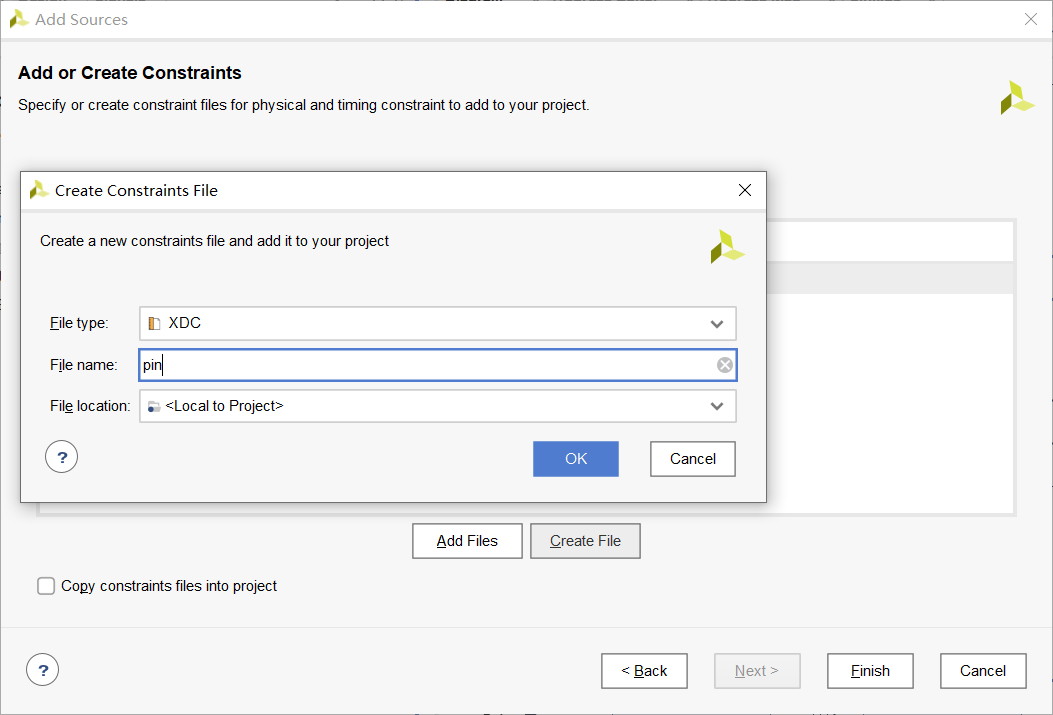 Add Sources
Add or Create Constraints
Specify or create constraint files for physical and timing constraint to add to your project.
Create Constraints File
Create a new constraints file and add it to your project
File type: XDC
File name: pin
File location: <Local to Project>
? OK Cancel
Add Files Create File
Copy constraints files into project
? < Back Next > Finish Cancel